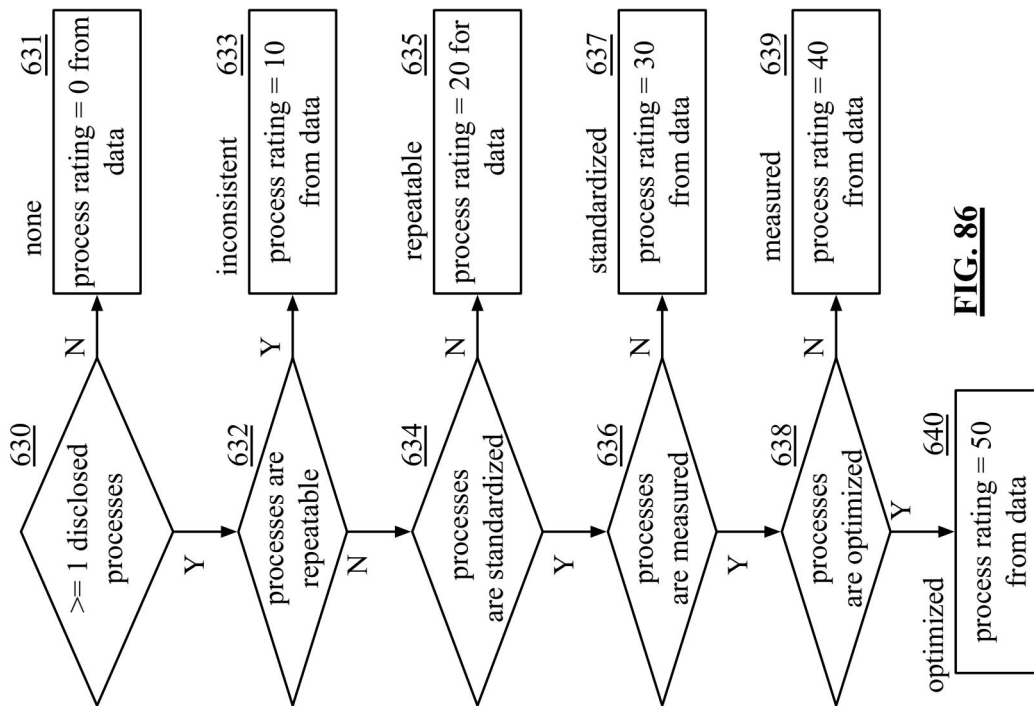 630
>= 1 disclosed
processes
N
Y
none
631
process rating = 0 from
data
632
processes are
repeatable
Y
N
inconsistent
633
process rating = 10
from data
634
processes
are standardized
N
Y
repeatable
635
process rating = 20 for
data
636
processes
are measured
N
Y
standardized
637
process rating = 30
from data
638
processes
are optimized
N
Y
measured
639
process rating = 40
from data
optimized
640
process rating = 50
from data
FIG. 86